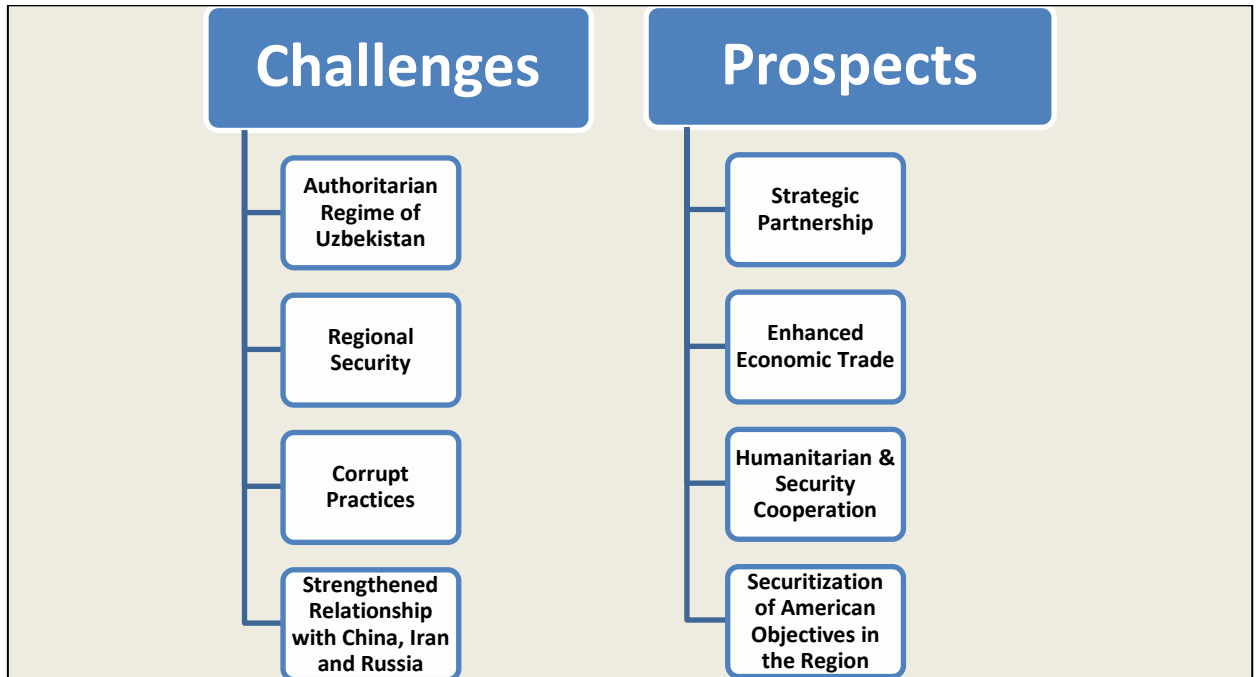 Challenges
Authoritarian
Regime of
Uzbekistan
Regional
Security
Corrupt
Practices
Strengthened
Relationship
with China, Iran
and Russia
Prospects
Strategic
Partnership
Enhanced
Economic Trade
Humanitarian &
Security
Cooperation
Securitization
of American
Objectives in
the Region